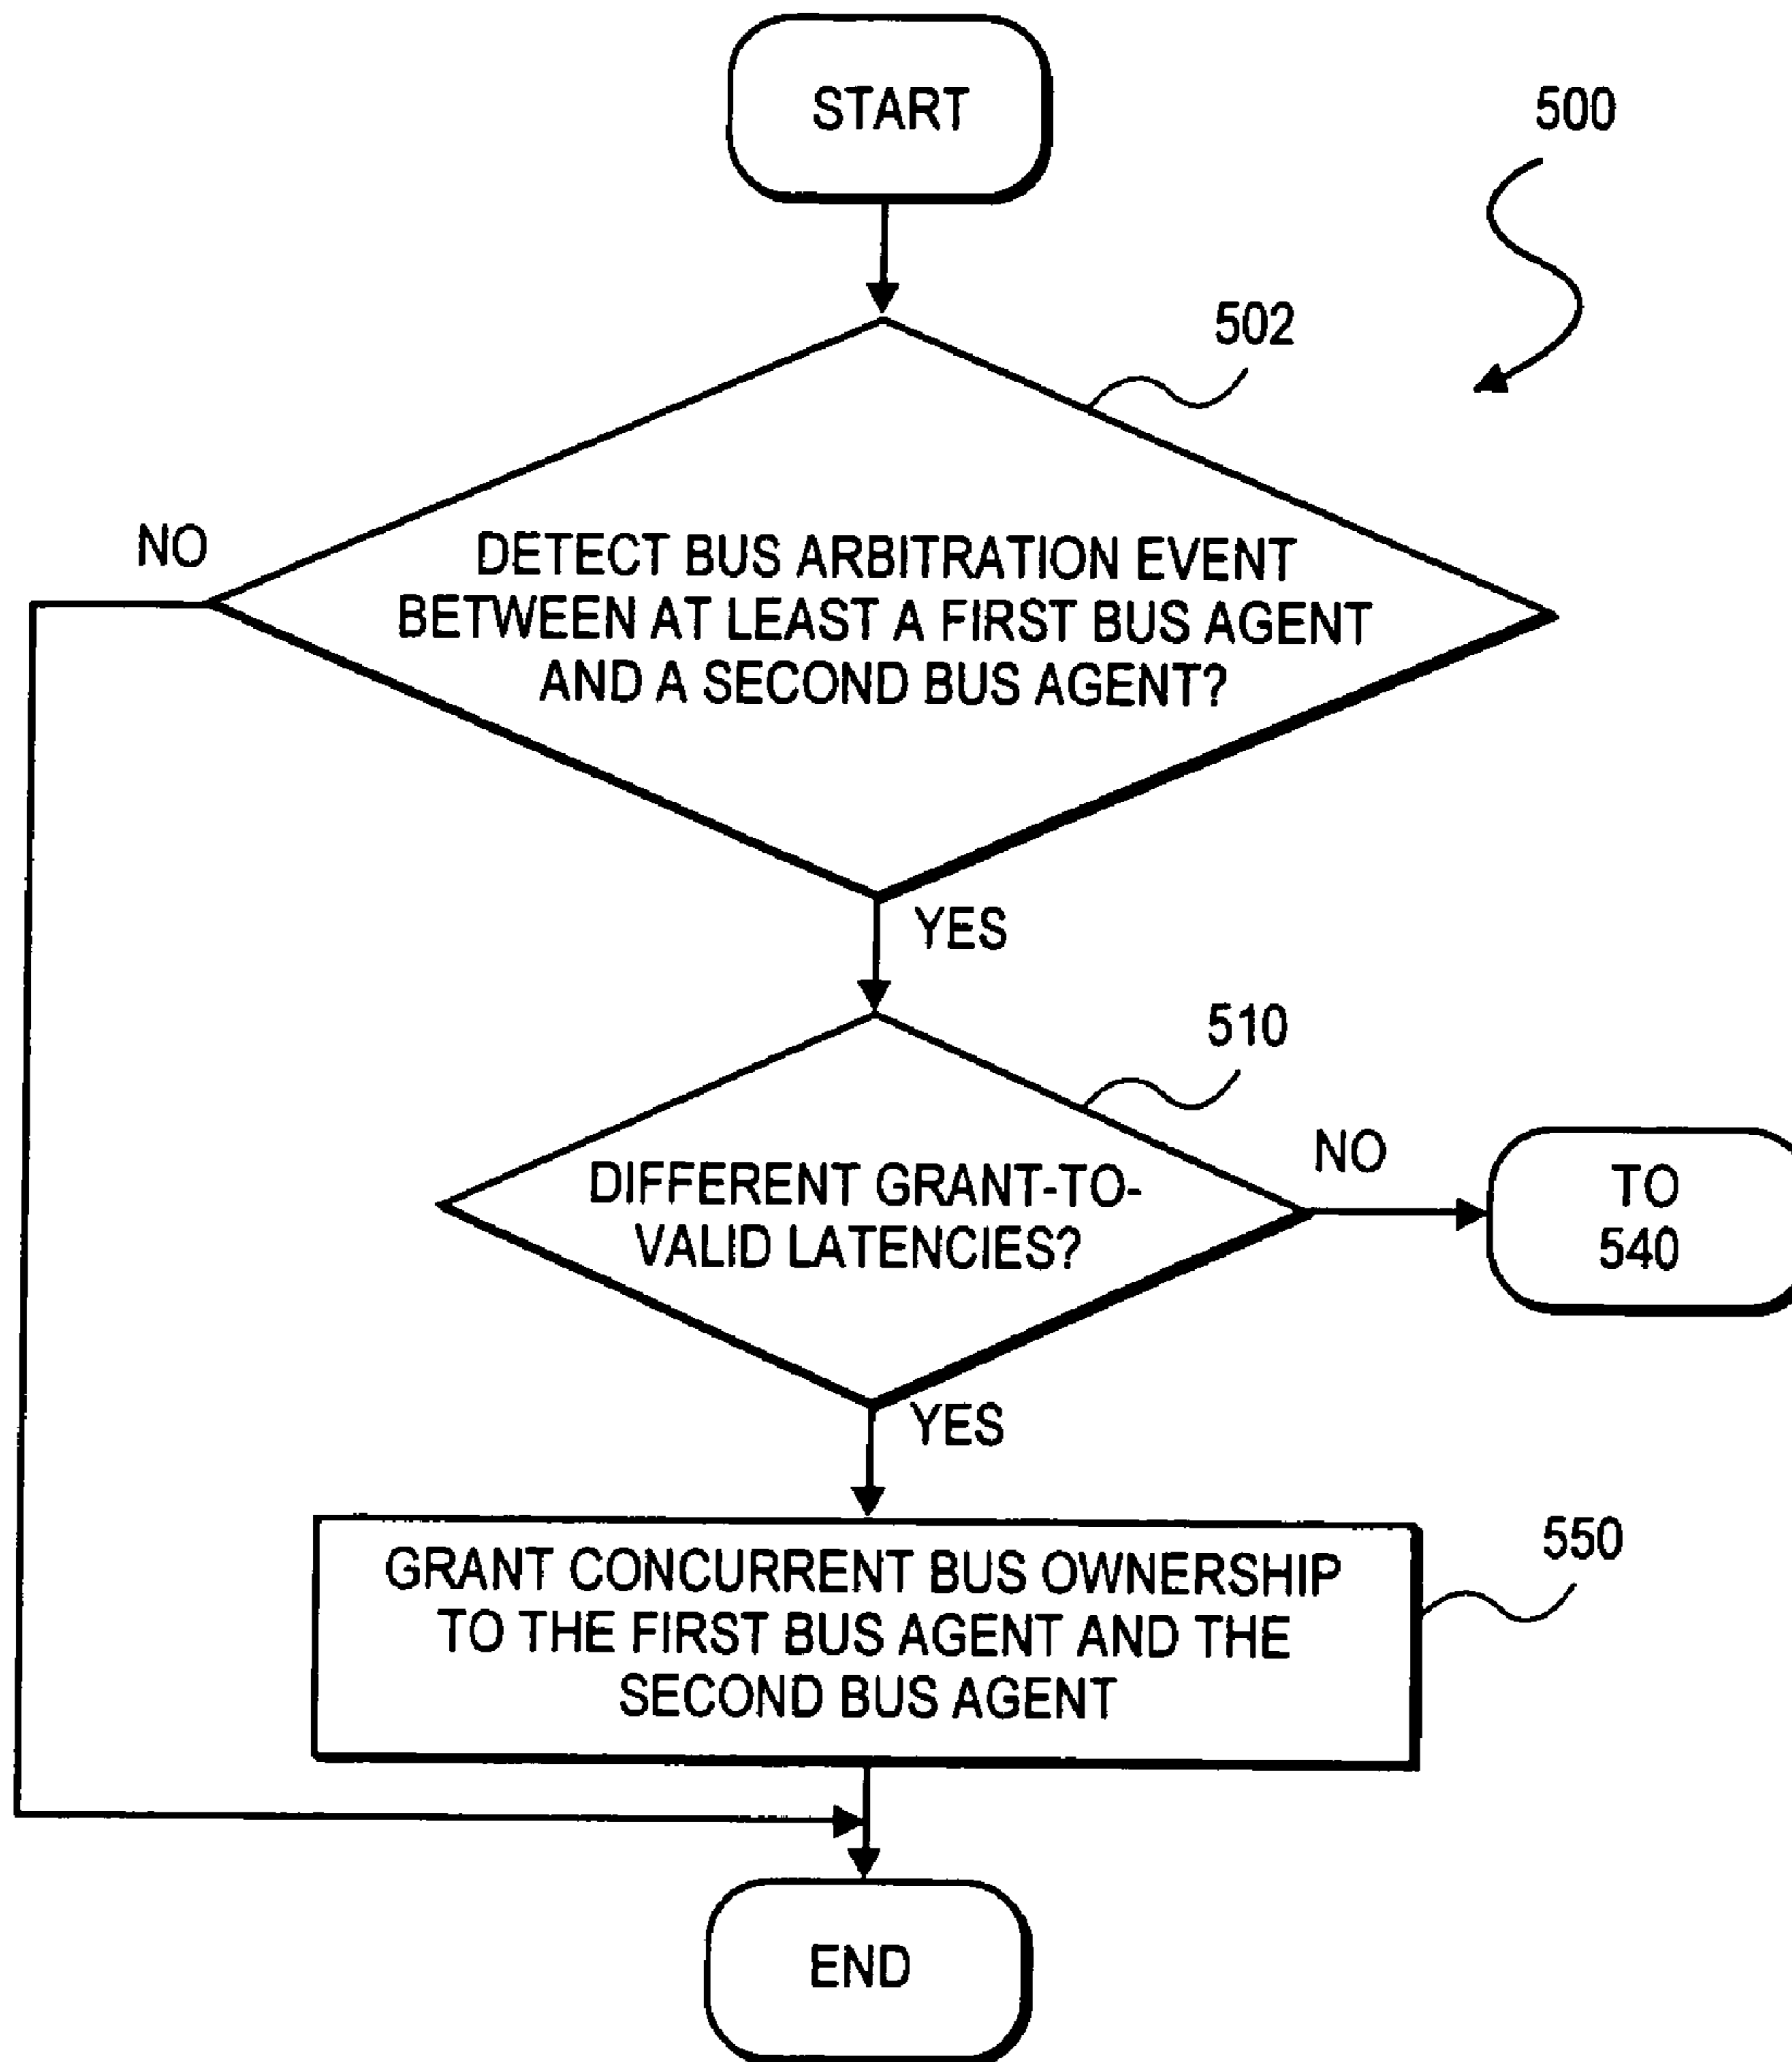 START
500
502
NO
DETECT BUS ARBITRATION EVENT
BETWEEN AT LEAST A FIRST BUS AGENT
AND A SECOND BUS AGENT?
YES
510
NO
DIFFERENT GRANT-TO-
VALID LATENCIES?
TO
540
YES
550
GRANT CONCURRENT BUS OWNERSHIP
TO THE FIRST BUS AGENT AND THE
SECOND BUS AGENT
END